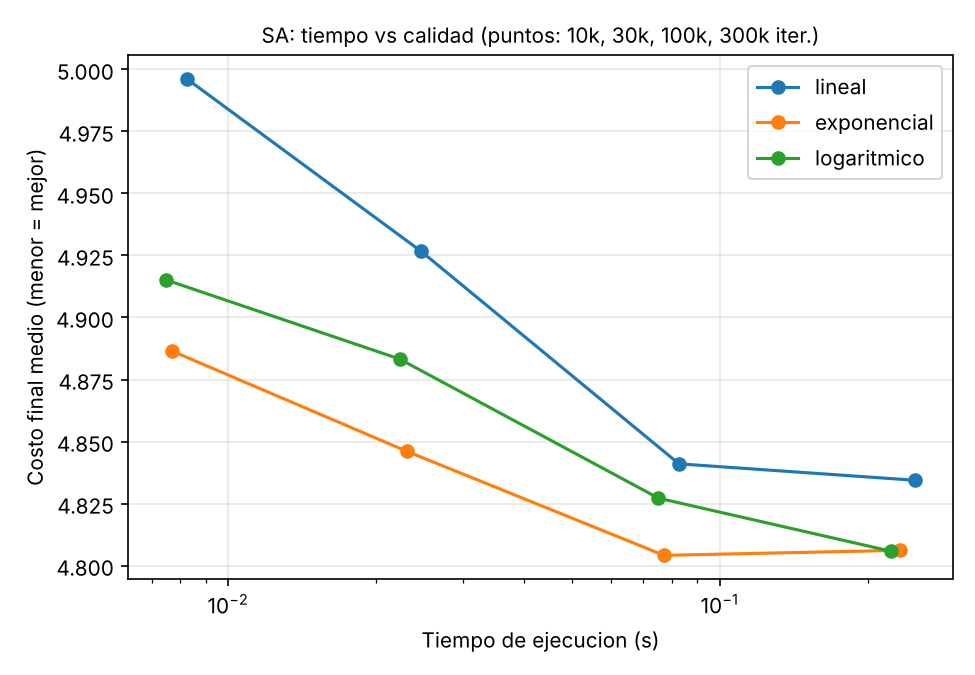 SA: tiempo vs calidad (puntos: 10k, 30k, 100k, 300k iter.)
5.000
4.975
4.950
4.925
4.900
4.875
4.850
4.825
4.800
Costo final medio (menor = mejor)
lineal
exponencial
logaritmico
10⁻²
10⁻¹
Tiempo de ejecucion (s)